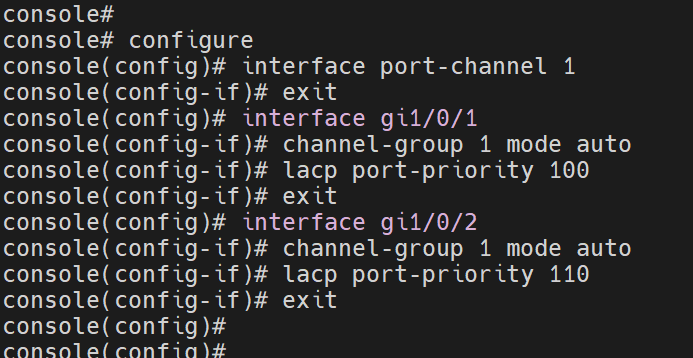 console#
console# configure
console(config)# interface port-channel 1
console(config-if)# exit
console(config)# interface gi1/0/1
console(config-if)# channel-group 1 mode auto
console(config-if)# lacp port-priority 100
console(config-if)# exit
console(config)# interface gi1/0/2
console(config-if)# channel-group 1 mode auto
console(config-if)# lacp port-priority 110
console(config-if)# exit
console(config)#
console(config)#